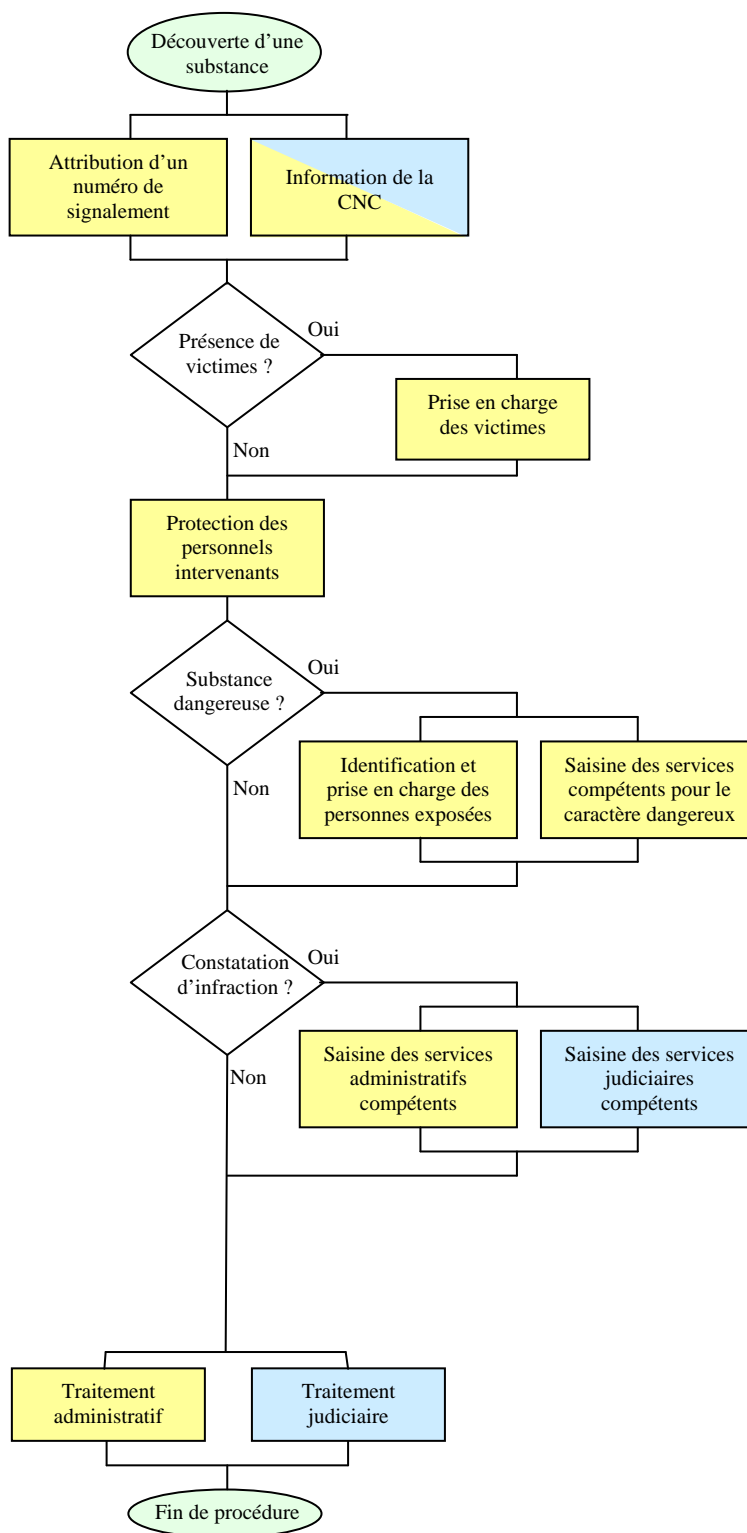 Découverte d’une
substance
Attribution d’un
numéro de
signalement
Information de la
CNC
Présence de
victimes ?
Oui
Prise en charge
des victimes
Non
Protection des
personnels
intervenants
Substance
dangereuse ?
Oui
Identification et
prise en charge des
personnes exposées
Saisine des services
compétents pour le
caractère dangereux
Non
Constatation
d’infraction ?
Oui
Saisine des services
administratifs
compétents
Saisine des services
judiciaires
compétents
Non
Traitement
administratif
Traitement
judiciaire
Fin de procédure